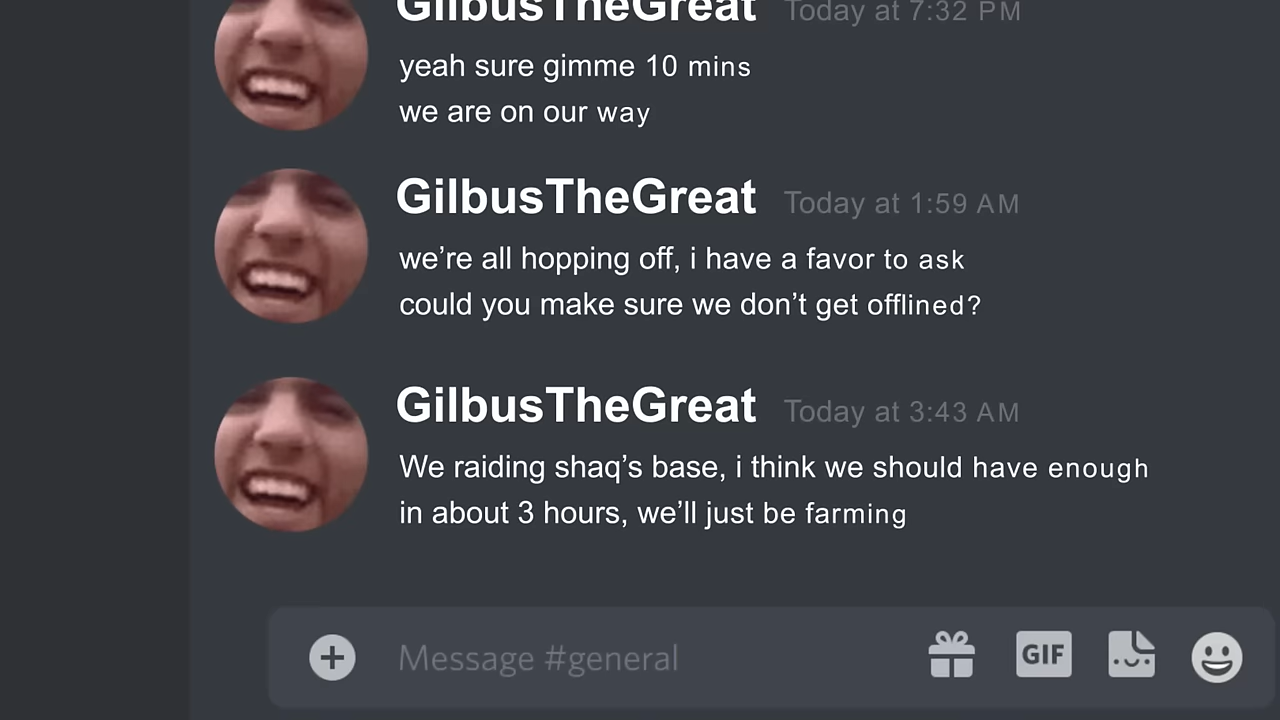 GilbusTheGreat Today at 7:32 PM
yeah sure gimme 10 mins
we are on our way
GilbusTheGreat Today at 1:59 AM
we’re all hopping off, i have a favor to ask
could you make sure we don’t get offlined?
GilbusTheGreat Today at 3:43 AM
We raiding shaq’s base, i think we should have enough
in about 3 hours, we’ll just be farming
Message #general GIF